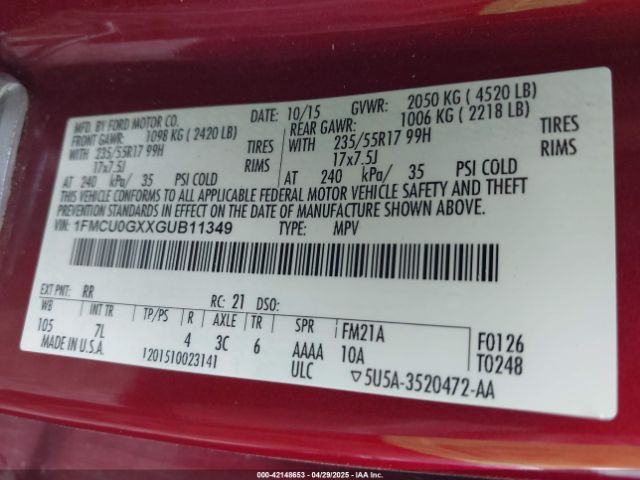 MFD. BY FORD MOTOR CO.
DATE: 10/15 GVWR: 2050 KG ( 4520 LB)
FRONT GAWR: 1098 KG ( 2420 LB) REAR GAWR: 1006 KG ( 2218 LB)
WITH 235/55R17 99H TIRES WITH 235/55R17 99H TIRES
17x7.5J RIMS 17x7.5J RIMS
AT 240 kPa/ 35 PSI COLD AT 240 kPa/ 35 PSI COLD
THIS VEHICLE CONFORMS TO ALL APPLICABLE FEDERAL MOTOR VEHICLE SAFETY AND THEFT
PREVENTION STANDARDS IN EFFECT ON THE DATE OF MANUFACTURE SHOWN ABOVE.
VIN: 1FMCU0GXXGUB11349 TYPE: MPV
EXT PNT: RR RC: 21 DSO:
WB INT TR TP/PS R AXLE TR SPR FM21A F0126
105 7L 4 3C 6 AAAA 10A T0248
MADE IN U.S.A. 1201510023141 ULC ▽5U5A-3520472-AA
000-42148653 | 04/29/2025 - IAA Inc.